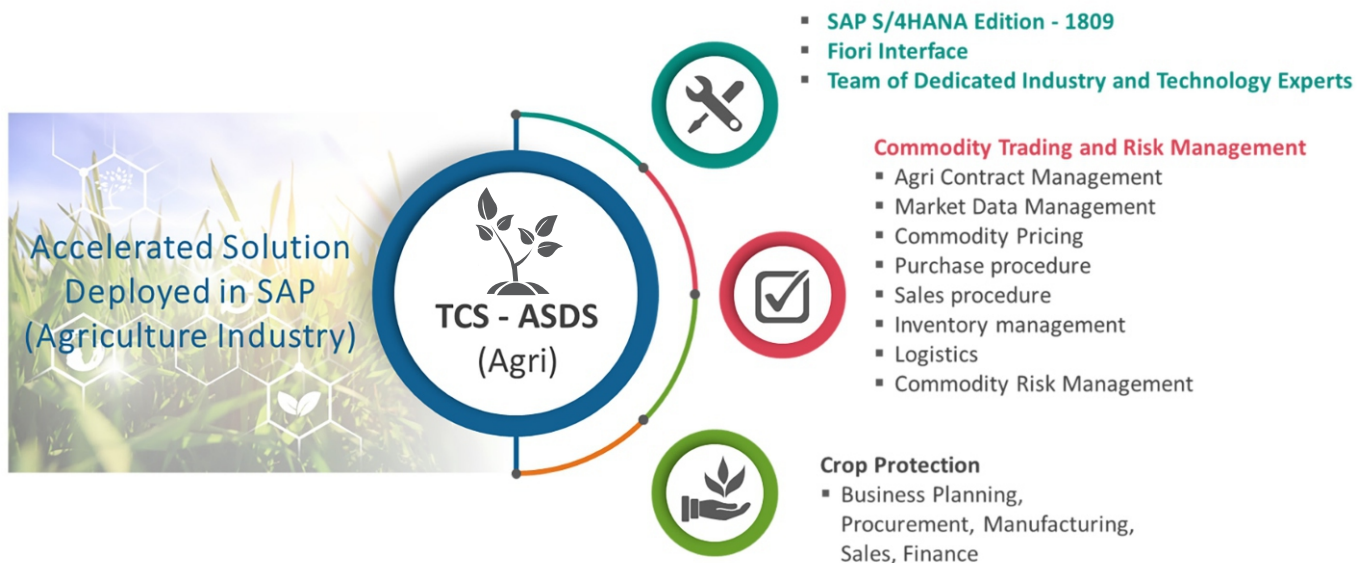 Accelerated Solution
Deployed in SAP
(Agriculture Industry)
TCS - ASDS
(Agri)
▪ SAP S/4HANA Edition - 1809
▪ Fiori Interface
▪ Team of Dedicated Industry and Technology Experts
Commodity Trading and Risk Management
▪ Agri Contract Management
▪ Market Data Management
▪ Commodity Pricing
▪ Purchase procedure
▪ Sales procedure
▪ Inventory management
▪ Logistics
▪ Commodity Risk Management
Crop Protection
▪ Business Planning,
Procurement, Manufacturing,
Sales, Finance